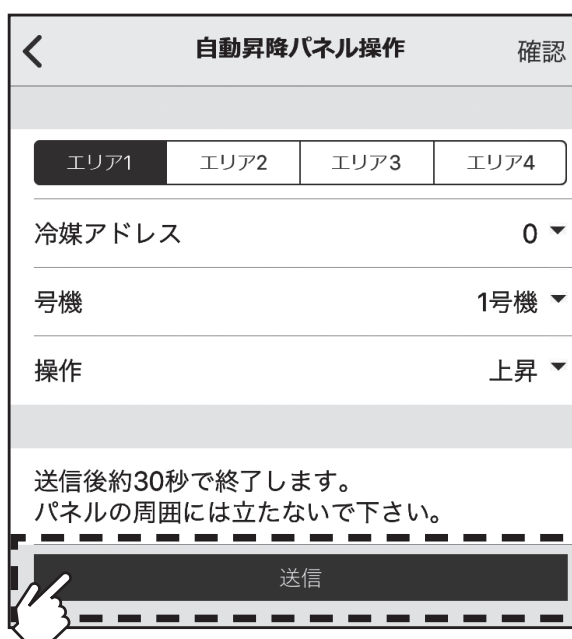 自動昇降パネル操作 確認
エリア1 エリア2 エリア3 エリア4
冷媒アドレス 0
号機 1号機
操作 上昇
送信後約30秒で終了します。
パネルの周囲には立たないで下さい。
送信